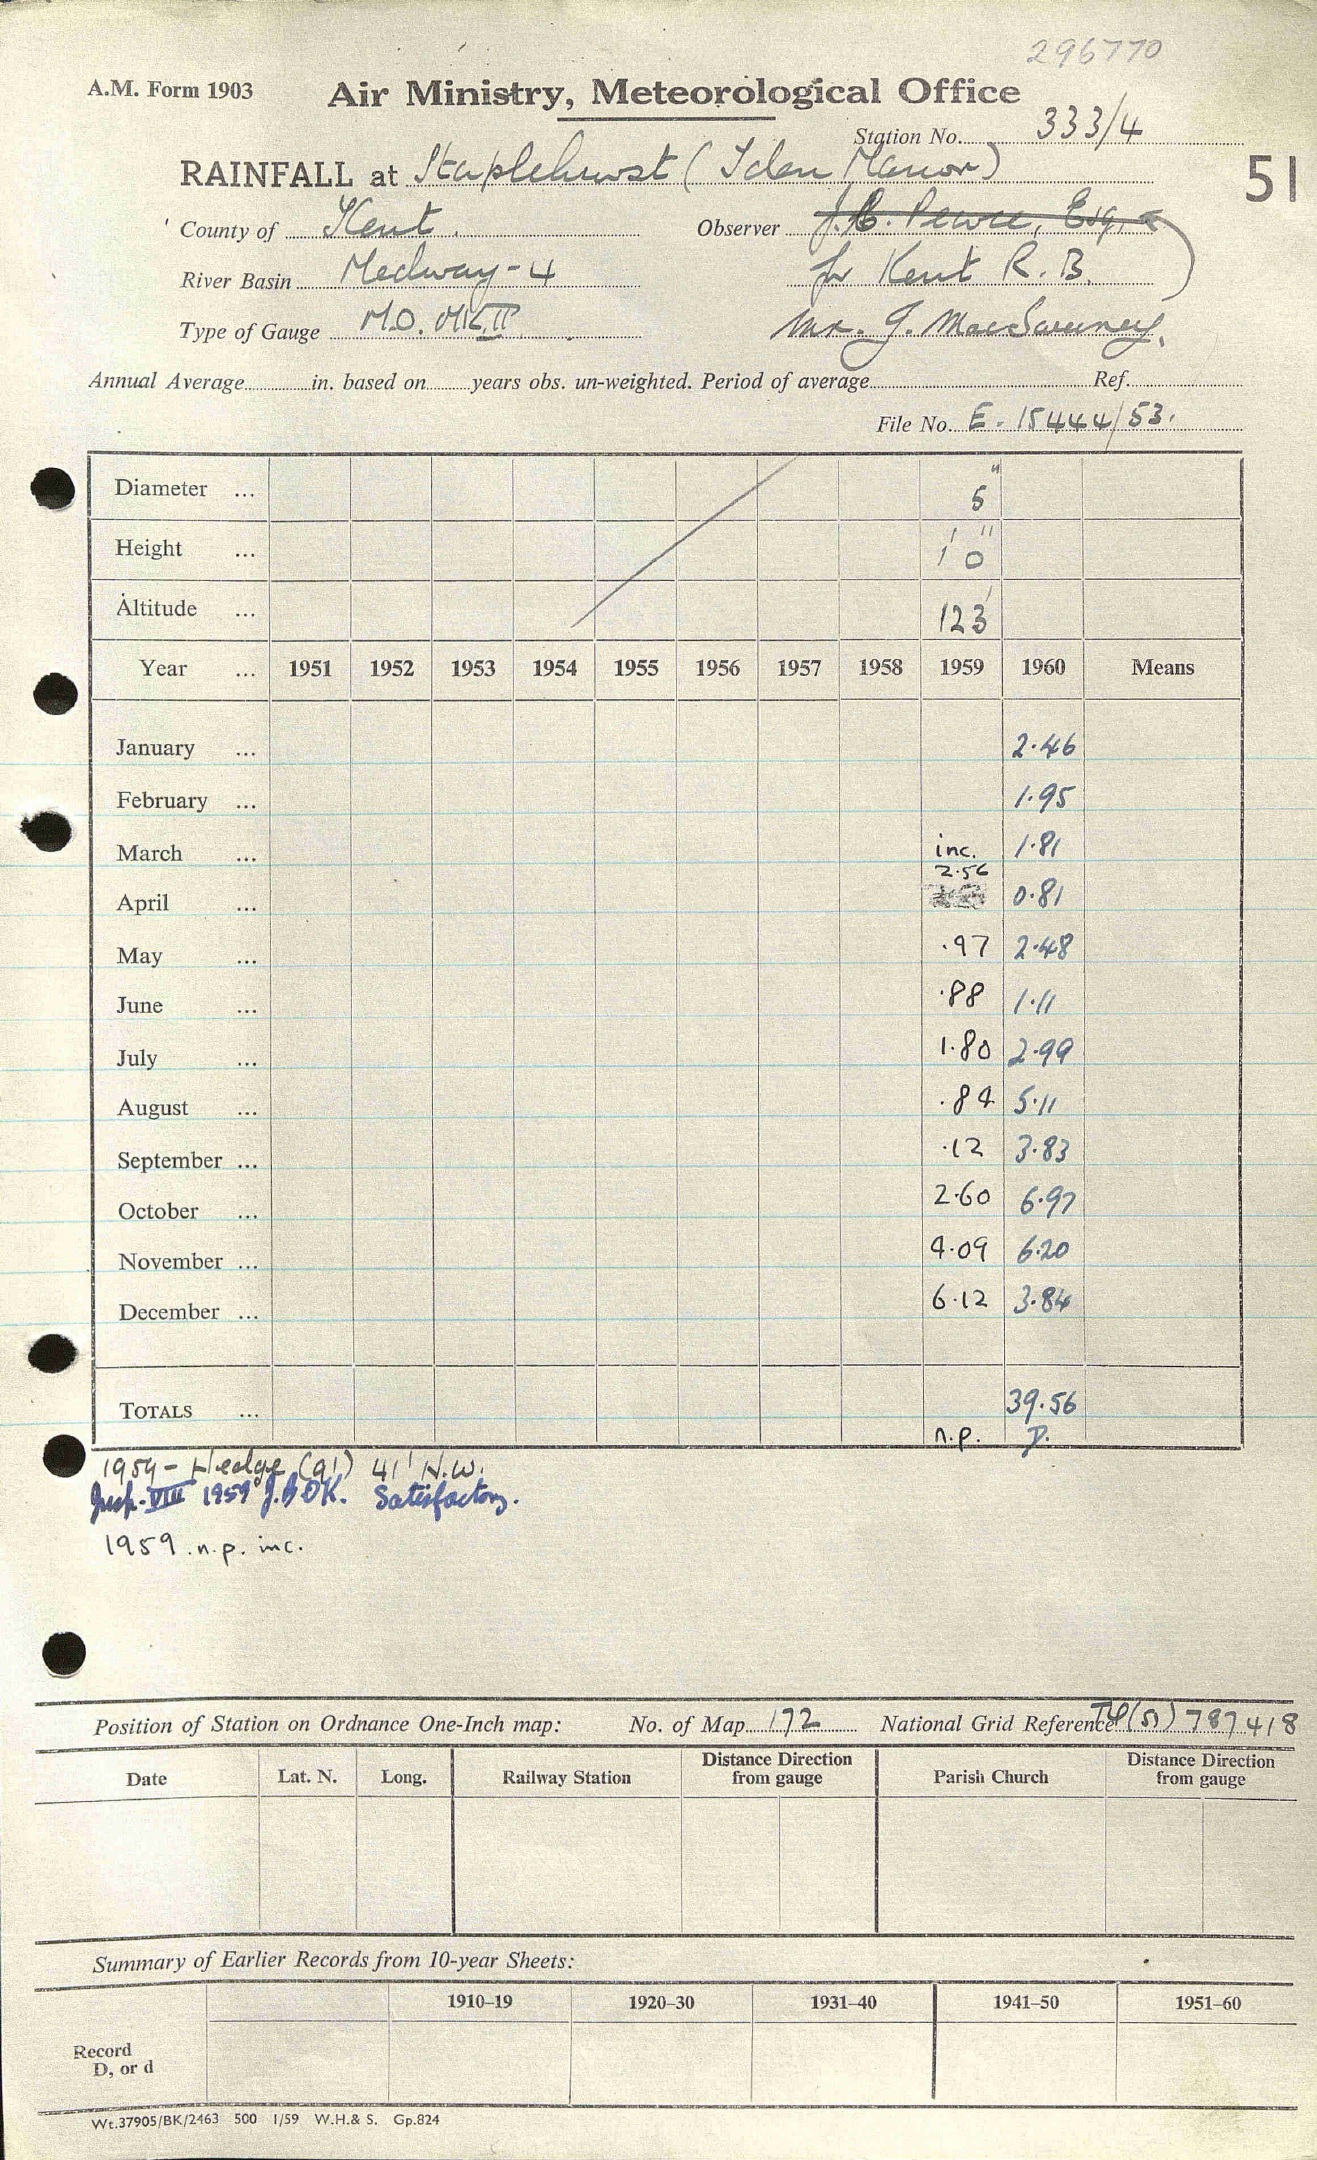 296770
A.M. Form 1903 Air Ministry, Meteorological Office
Station No. 333/4
RAINFALL at Staplehurst (Iden Manor) 51
County of Kent. Observer J.C. Pearce, Esq.
River Basin Medway-4 for Kent R.B.
Type of Gauge M.O. MK II Mr. J. MacSweeney.
Annual Average in. based on years obs. un-weighted. Period of average Ref.
File No. E. 15444/53.
Diameter ... 5"
Height ... 1' 0"
Altitude ... 123'
Year ... 1951 1952 1953 1954 1955 1956 1957 1958 1959 1960 Means
January ... 2.46
February ... 1.95
March ... inc. 1.81
April ... 2.56 0.81
May ... .97 2.48
June ... .88 1.11
July ... 1.80 2.99
August ... .84 5.11
September ... .12 3.83
October ... 2.60 6.97
November ... 4.09 6.20
December ... 6.12 3.84
TOTALS ... 39.56
n.p. D.
1959 - Hedge (9') 41' N.W.
Insp. VIII 1959 Satisfactory.
1959 n.p. inc.
Position of Station on Ordnance One-Inch map: No. of Map 172 National Grid Reference TQ(51) 787418
Date Lat. N. Long. Railway Station Distance Direction from gauge Parish Church Distance Direction from gauge
Summary of Earlier Records from 10-year Sheets:
1910–19 1920–30 1931–40 1941–50 1951–60
Record
D, or d
Wt.37905/BK/2463 500 1/59 W.H.& S. Gp.824